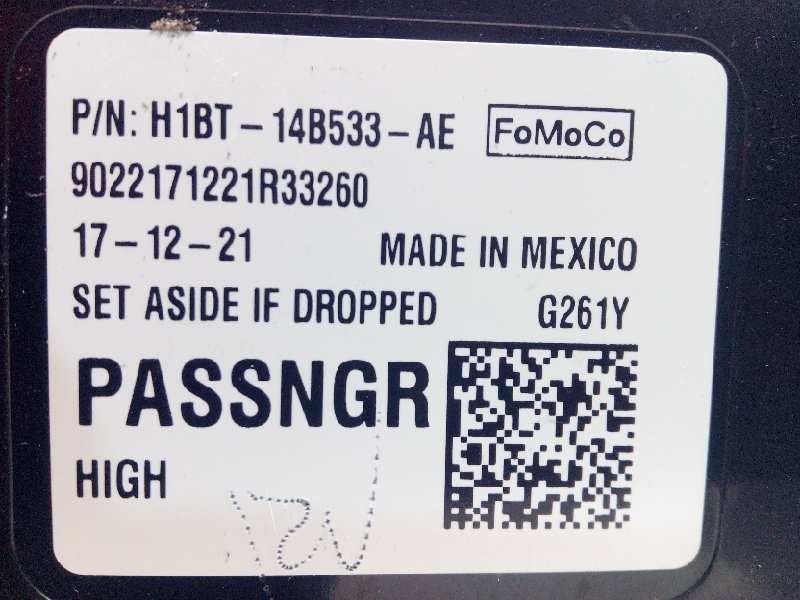 P/N: H1BT-14B533-AE FoMoCo
9022171221R33260
17-12-21 MADE IN MEXICO
SET ASIDE IF DROPPED G261Y
PASSNGR
HIGH